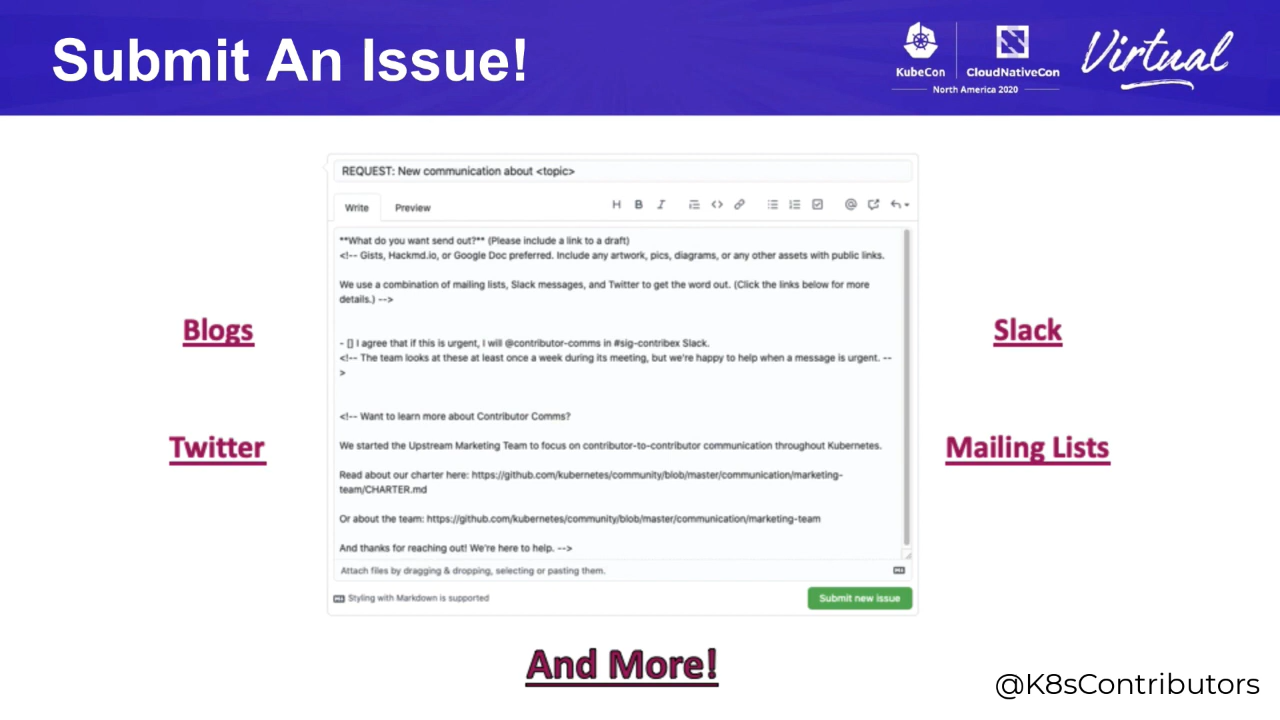 Submit An Issue!
KubeCon
CloudNativeCon
North America 2020
Virtual
REQUEST: New communication about <topic>
Write
Preview
**What do you want send out?** (Please include a link to a draft)
<!-- Gists, Hackmd.io, or Google Doc preferred. Include any artwork, pics, diagrams, or any other assets with public links.
We use a combination of mailing lists, Slack messages, and Twitter to get the word out. (Click the links below for more
details.) -->
- [] I agree that if this is urgent, I will @contributor-comms in #sig-contribex Slack.
<!-- The team looks at these at least once a week during its meeting, but we're happy to help when a message is urgent. --
>
<!-- Want to learn more about Contributor Comms?
We started the Upstream Marketing Team to focus on contributor-to-contributor communication throughout Kubernetes.
Read about our charter here: https://github.com/kubernetes/community/blob/master/communication/marketing-
team/CHARTER.md
Or about the team: https://github.com/kubernetes/community/blob/master/communication/marketing-team
And thanks for reaching out! We're here to help. -->
Attach files by dragging & dropping, selecting or pasting them.
Styling with Markdown is supported
Submit new issue
Blogs
Twitter
Slack
Mailing Lists
And More!
@K8sContributors